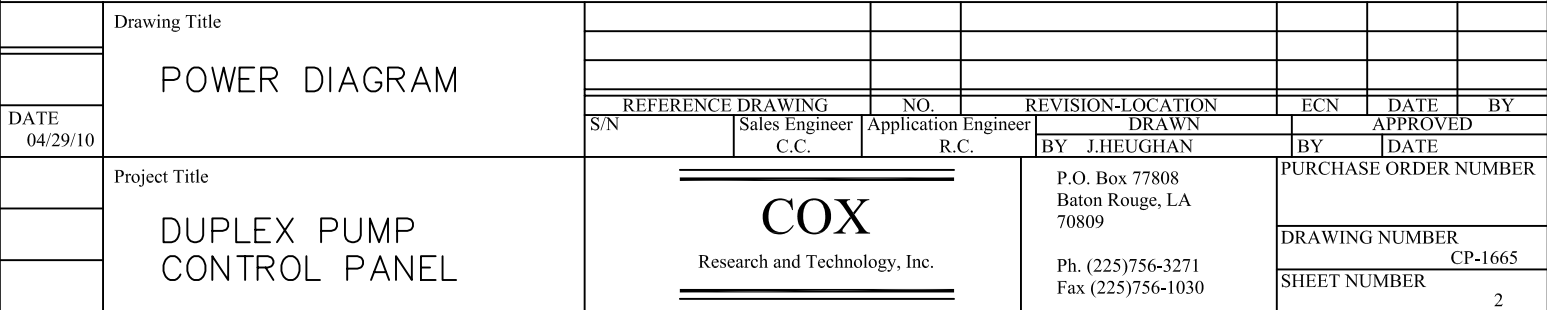 Drawing Title
POWER DIAGRAM
REFERENCE DRAWING NO. REVISION-LOCATION ECN DATE BY
DATE
04/29/10
S/N Sales Engineer Application Engineer DRAWN APPROVED
C.C. R.C. BY J.HEUGHAN BY DATE
Project Title
DUPLEX PUMP
CONTROL PANEL
COX
Research and Technology, Inc.
P.O. Box 77808
Baton Rouge, LA
70809
Ph. (225)756-3271
Fax (225)756-1030
PURCHASE ORDER NUMBER
DRAWING NUMBER
CP-1665
SHEET NUMBER
2